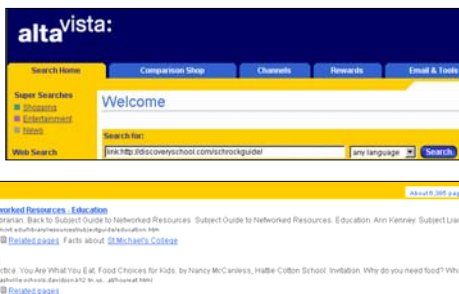 altavista:
Search Home Comparison Shop Channels Rewards Email & Tools
Super Searches
Shopping
Entertainment
News
Welcome
Search for:
link:http://discoveryschool.com/schrockguide/ any language Search
Web Search
About 6,385 pag
worked Resources - Education
brarian. Back to Subject Guide to Networked Resources. Subject Guide to Networked Resources. Education. Ann Kenney. Subject Liai
Related pages Facts about St Michael's College
ctice. You Are What You Eat. Food Choices for Kids. by Nancy McCanless, Hattie Cotton School. Invitation. Why do you need food? Whi
Related pages